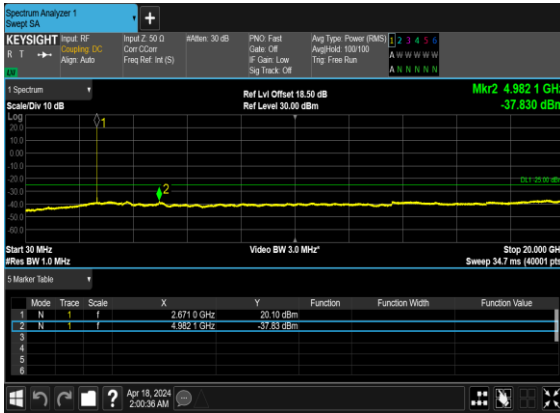 Spectrum Analyzer 1
Swept SA
+
KEYSIGHT Input: RF Input Z: 50 Ω #Atten: 30 dB PNO: Fast Avg Type: Power (RMS) 1 2 3 4 5 6
R T Coupling: DC Corr CCorr Gate: Off Avg|Hold: 100/100 A W W W W W
Align: Auto Freq Ref: Int (S) IF Gain: Low Trig: Free Run
Sig Track: Off A N N N N N
1 Spectrum Ref Lvl Offset 18.50 dB Mkr2 4.982 1 GHz
Scale/Div 10 dB Ref Level 30.00 dBm -37.830 dBm
Log
20.0
10.0
0.00
-10.0
-20.0
-30.0
-40.0
-50.0
-60.0
1
2
DL1 -25.00 dBm
Start 30 MHz Video BW 3.0 MHz* Stop 20.000 GHz
#Res BW 1.0 MHz Sweep 34.7 ms (40001 pts)
5 Marker Table
Mode Trace Scale X Y Function Function Width Function Value
1 N 1 f 2.671 0 GHz 20.10 dBm
2 N 1 f 4.982 1 GHz -37.83 dBm
3
4
5
6
? Apr 18, 2024
2:00:36 AM